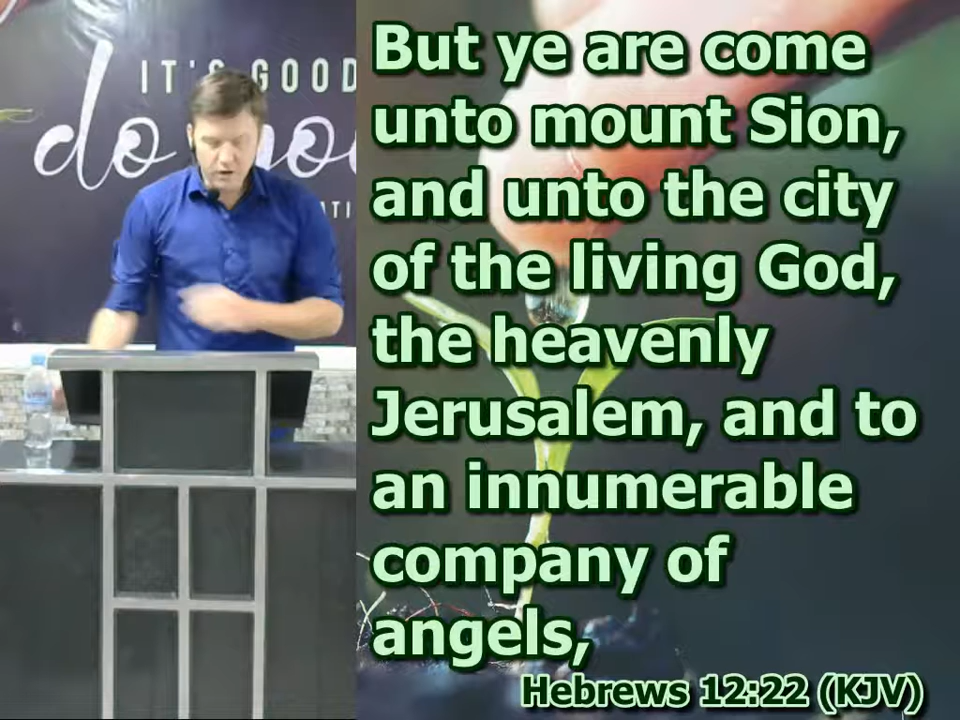 IT'S GOOD
do
But ye are come
unto mount Sion,
and unto the city
of the living God,
the heavenly
Jerusalem, and to
an innumerable
company of
angels,
Hebrews 12:22 (KJV)